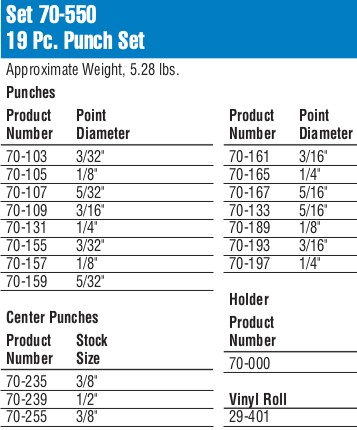 Set 70-550
19 Pc. Punch Set
Approximate Weight, 5.28 lbs.
Punches
Product Point
Number Diameter
70-103 3/32"
70-105 1/8"
70-107 5/32"
70-109 3/16"
70-131 1/4"
70-155 3/32"
70-157 1/8"
70-159 5/32"
Center Punches
Product Stock
Number Size
70-235 3/8"
70-239 1/2"
70-255 3/8"
Product Point
Number Diameter
70-161 3/16"
70-165 1/4"
70-167 5/16"
70-133 5/16"
70-189 1/8"
70-193 3/16"
70-197 1/4"
Holder
Product
Number
70-000
Vinyl Roll
29-401